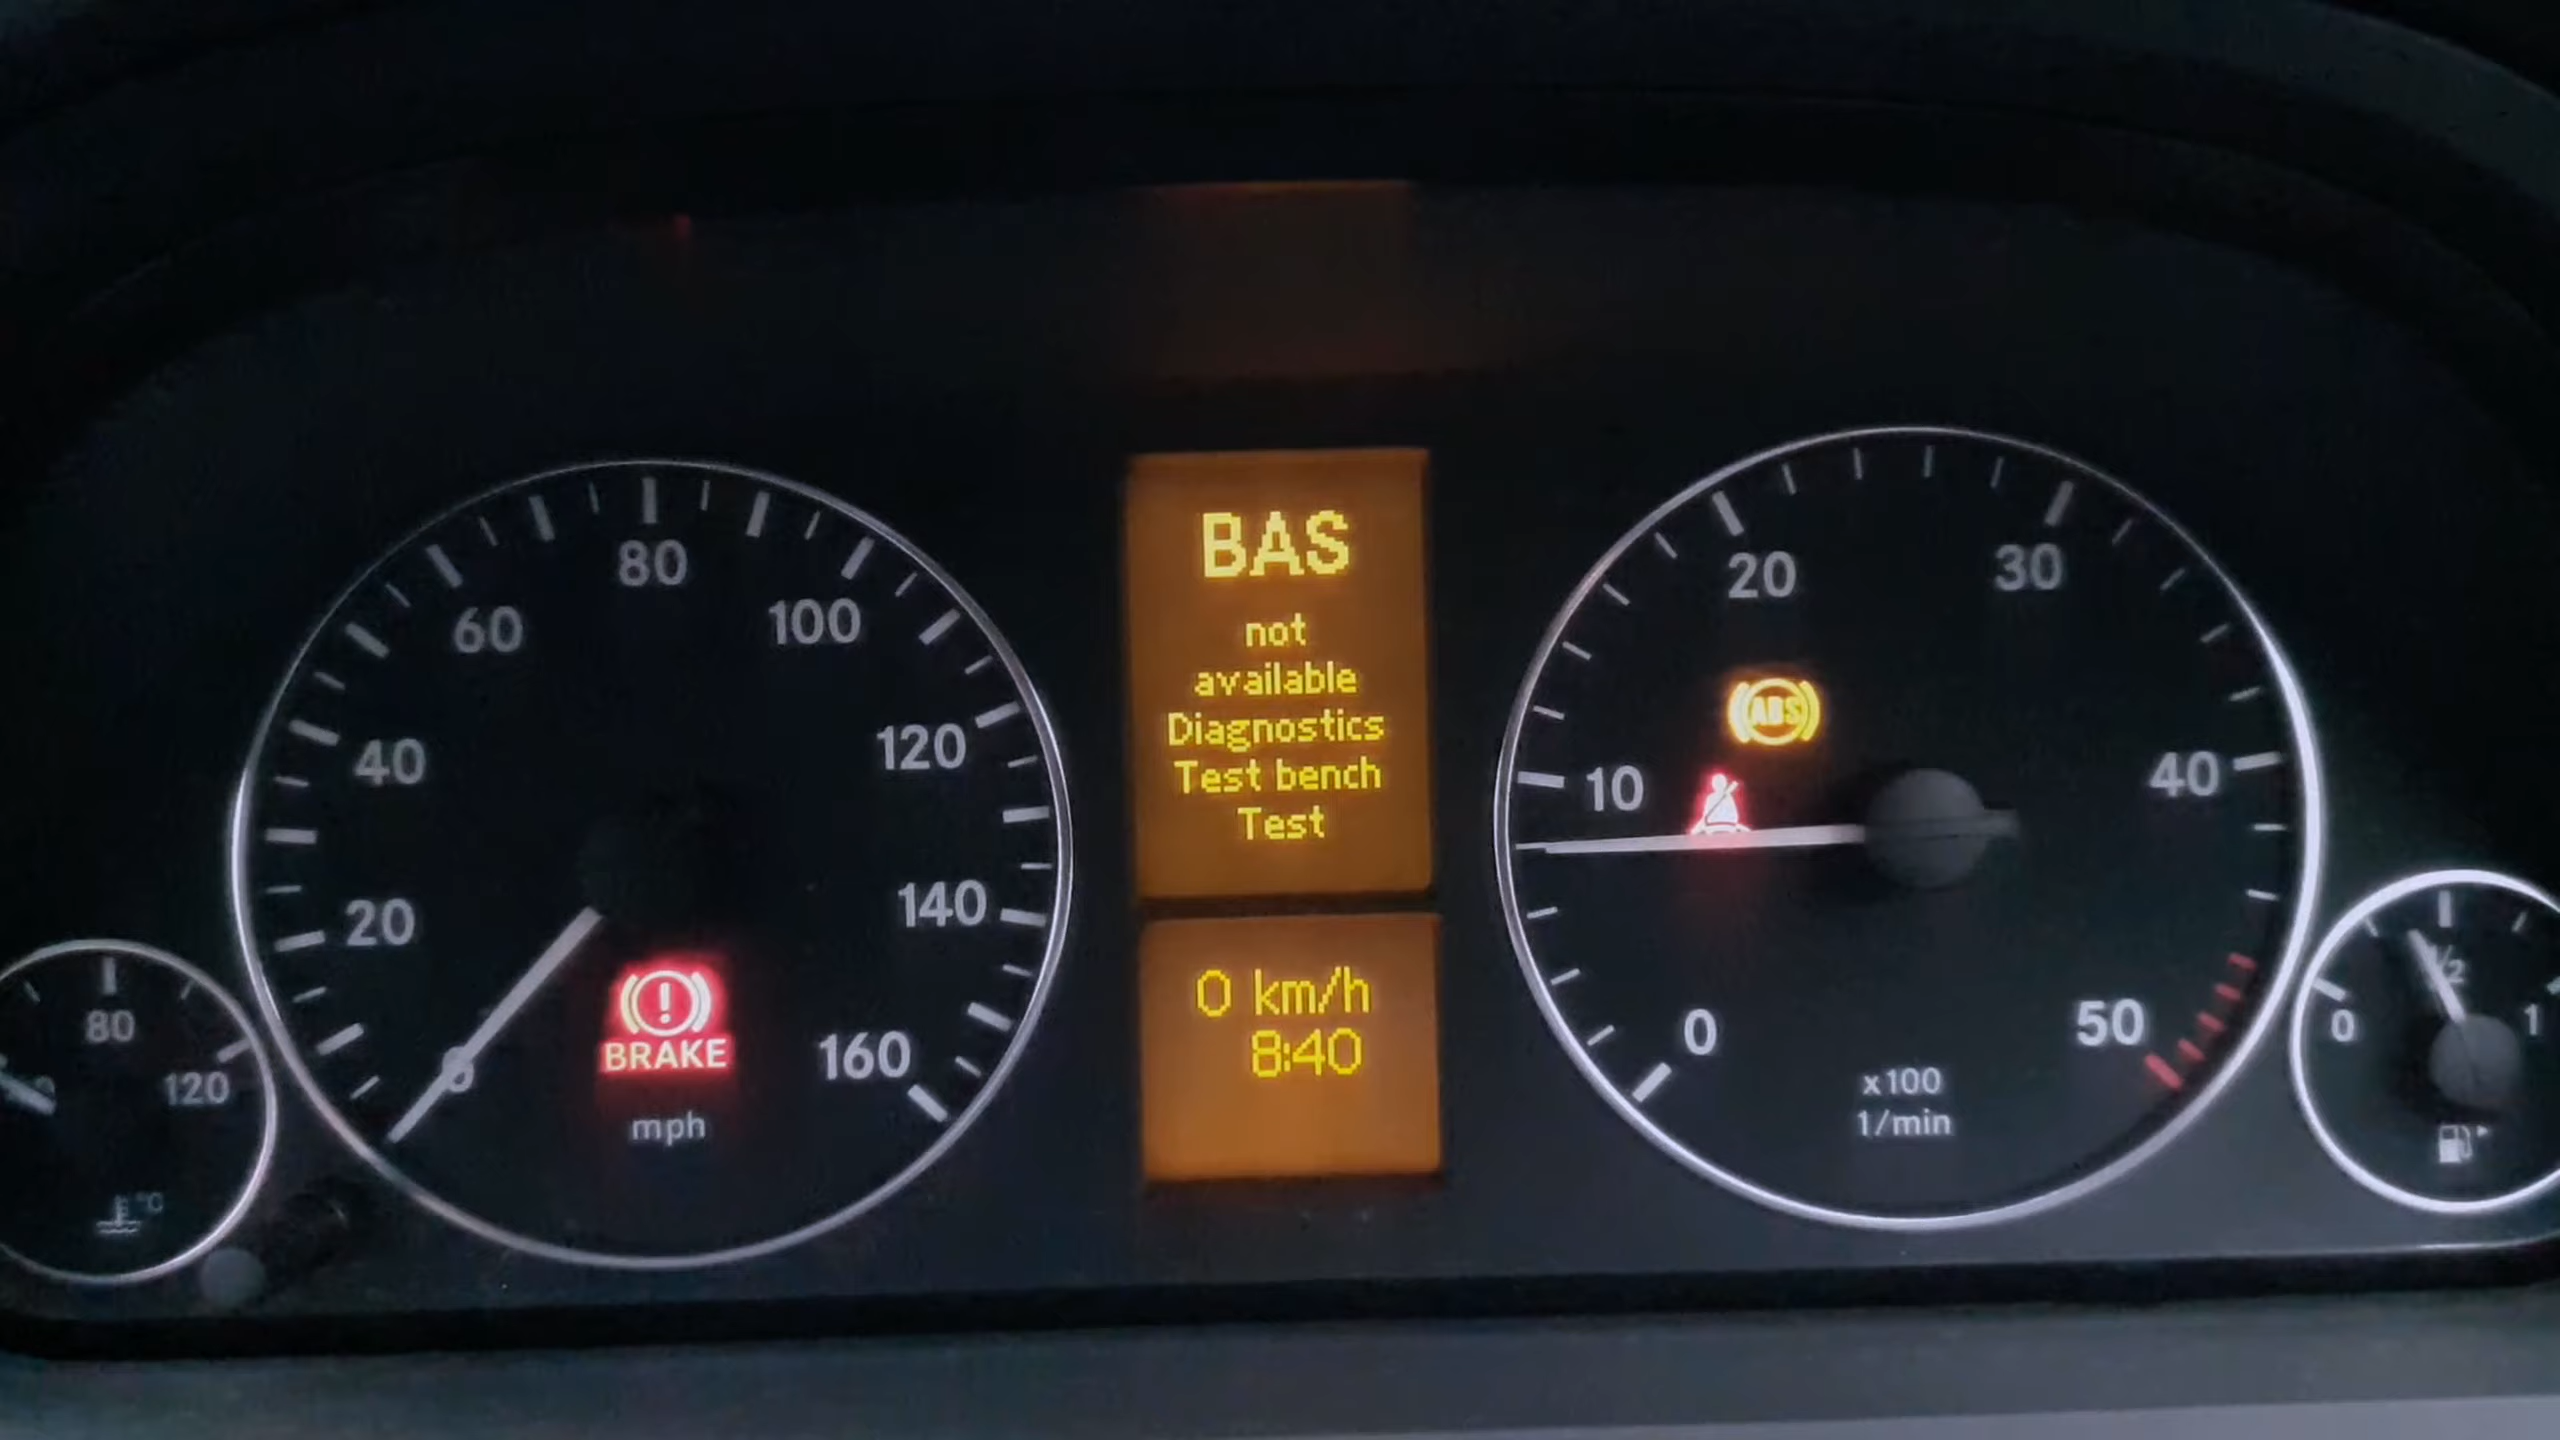 BAS
not
available
Diagnostics
Test bench
Test
0 km/h
8:40
0
20
40
60
80
100
120
140
160
BRAKE
mph
0
10
20
30
40
50
ABS
x100
1/min
80
120
°C
0
1/2
1